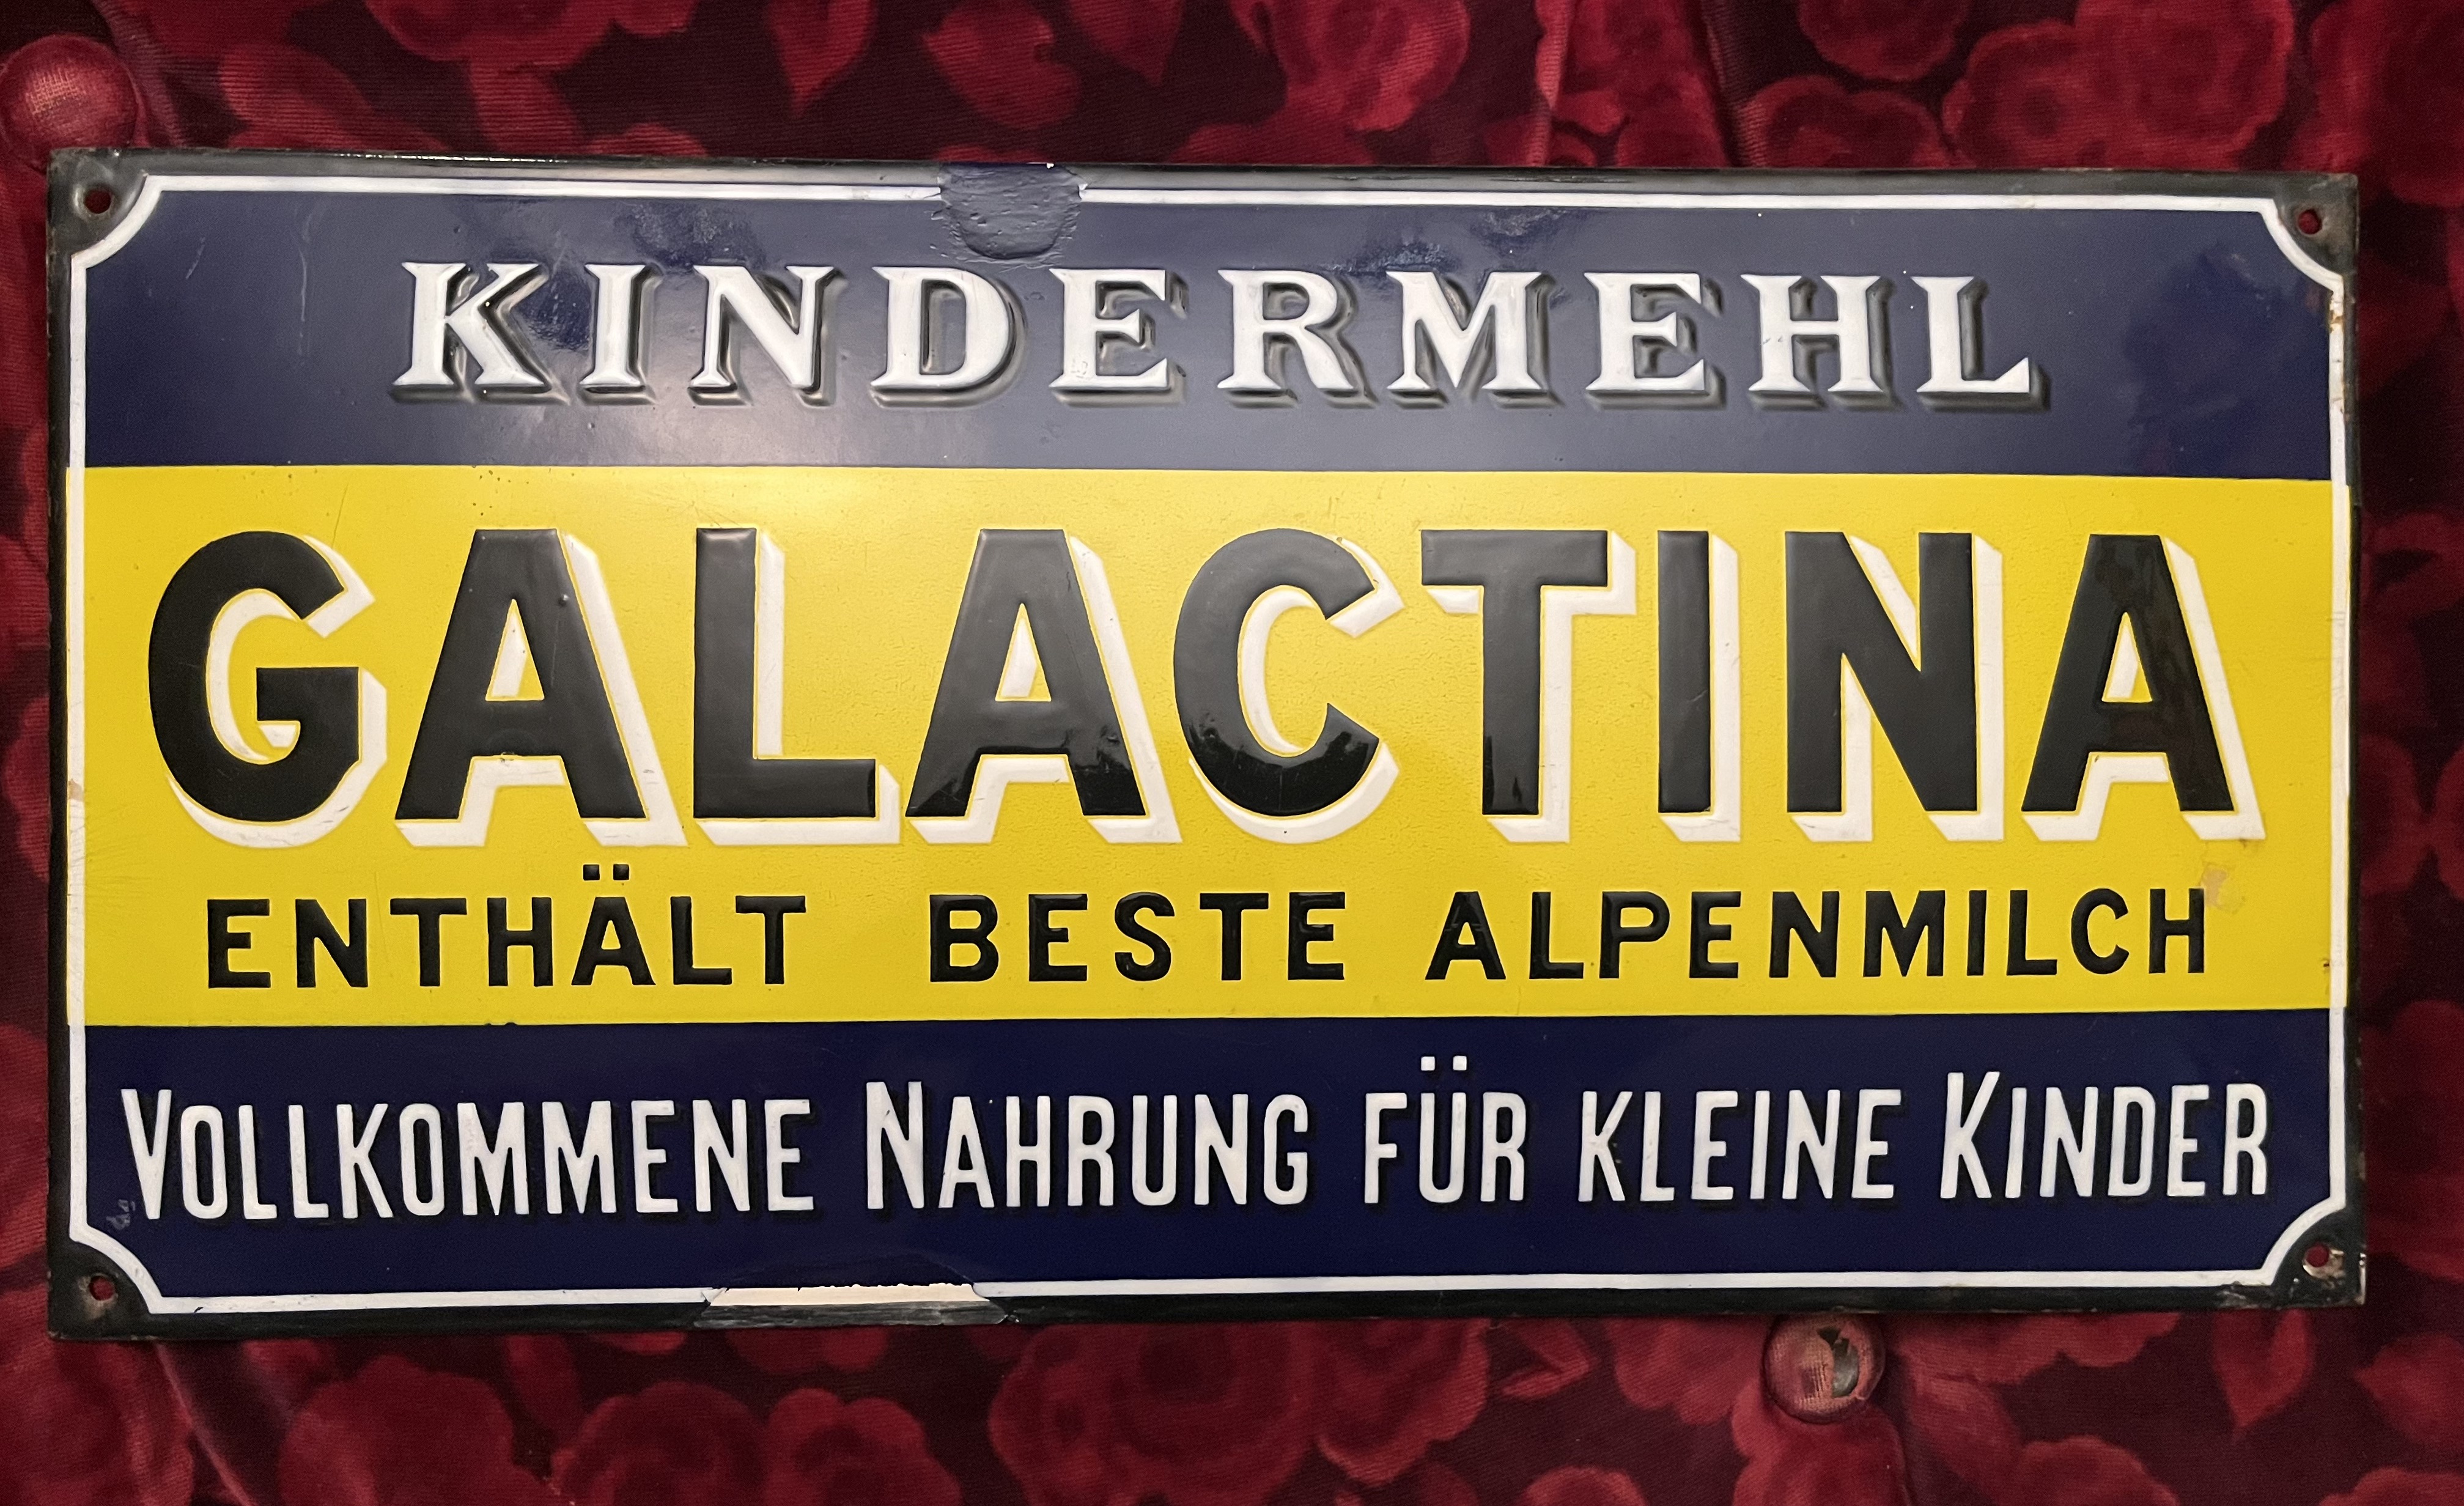 KINDERMEHL
GALACTINA
ENTHÄLT BESTE ALPENMILCH
VOLLKOMMENE NAHRUNG FÜR KLEINE KINDER